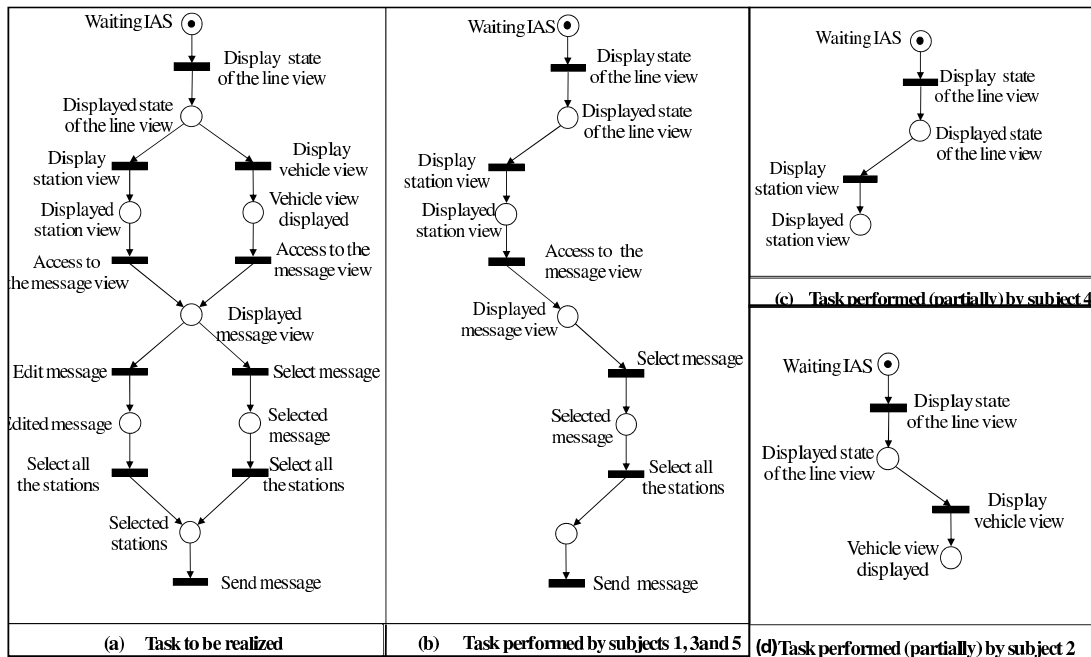 Waiting IAS
Display state
of the line view
Displayed state
of the line view
Display
station view
Display
vehicle view
Displayed
station view
Vehicle view
displayed
Access to
he message view
Access to the
message view
Displayed
message view
Edit message
Select message
Edited message
Selected
message
Select all
the stations
Select all
the stations
Selected
stations
Send message
(a) Task to be realized
Waiting IAS
Display state
of the line view
Displayed state
of the line view
Display
station view
Displayed
station view
Access to the
message view
Displayed
message view
Select message
Selected
message
Select all
the stations
Send message
(b) Task performed by subjects 1, 3and 5
Waiting IAS
Display state
of the line view
Displayed state
of the line view
Display
station view
Displayed
station view
(c) Task performed (partially) by subject 4
Waiting IAS
Display state
of the line view
Displayed state
of the line view
Display
vehicle view
Vehicle view
displayed
(d) Task performed (partially) by subject 2